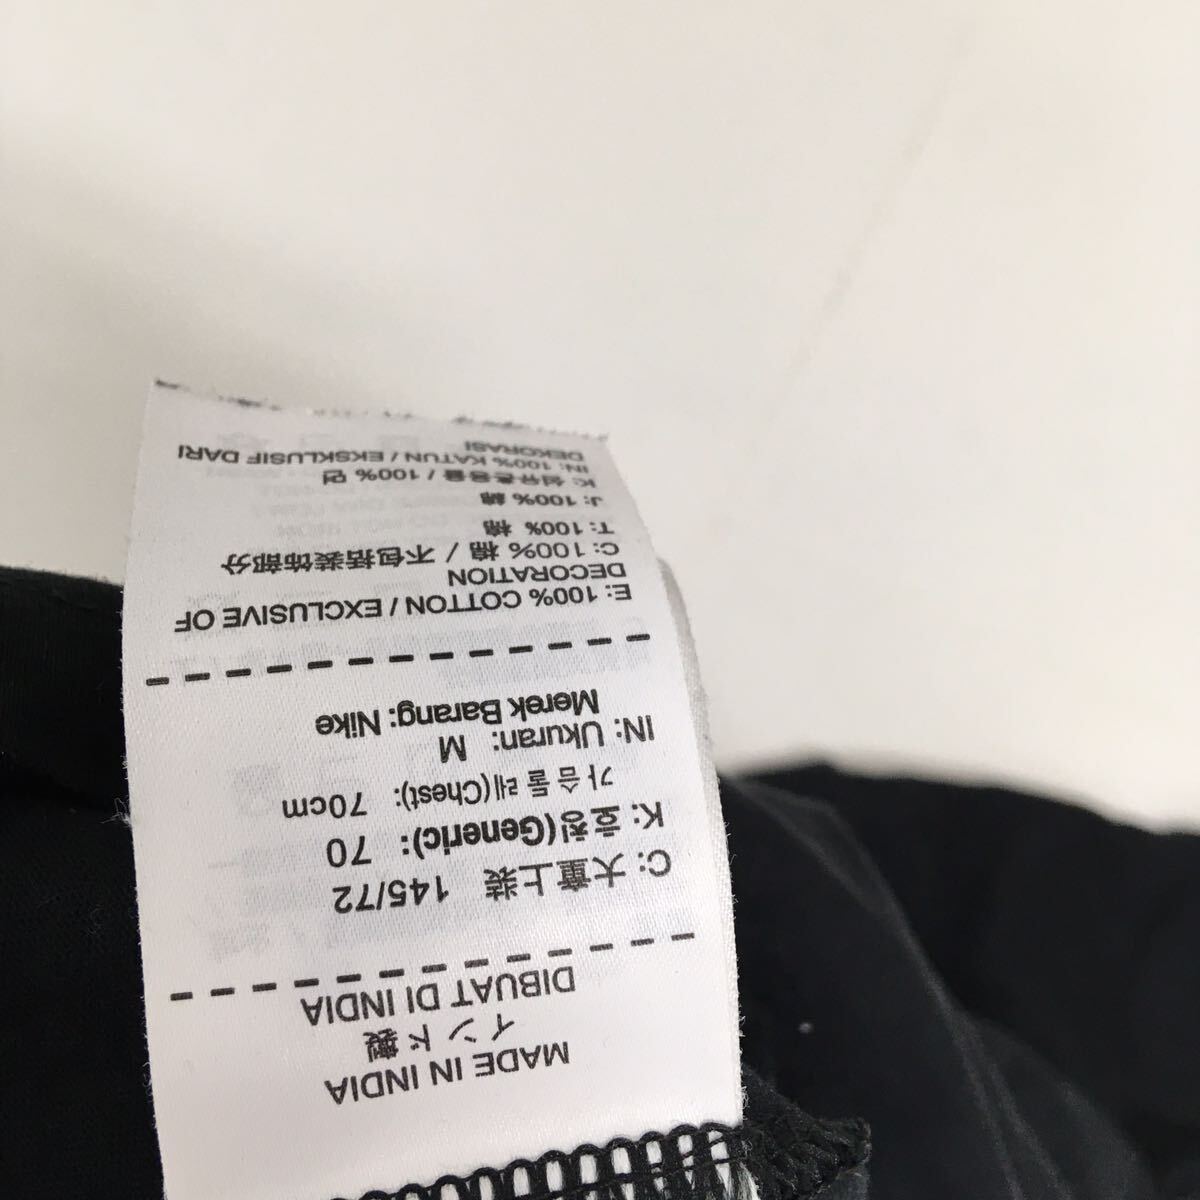 MADE IN INDIA
インド製
DIBUAT DI INDIA
C: 大童上装 145/72
K: 호칭(Generic): 70
가슴둘레(Chest): 70cm
IN: Ukuran: M
Merek Barang: Nike
E: 100% COTTON / EXCLUSIVE OF
DECORATION
C: 100% 棉 / 不包括装饰部分
T: 100% 棉
J: 100% 綿
K: 섬유혼용율 / 100% 면
IN: 100% KATUN / EKSKLUSIF DARI
DEKORASI